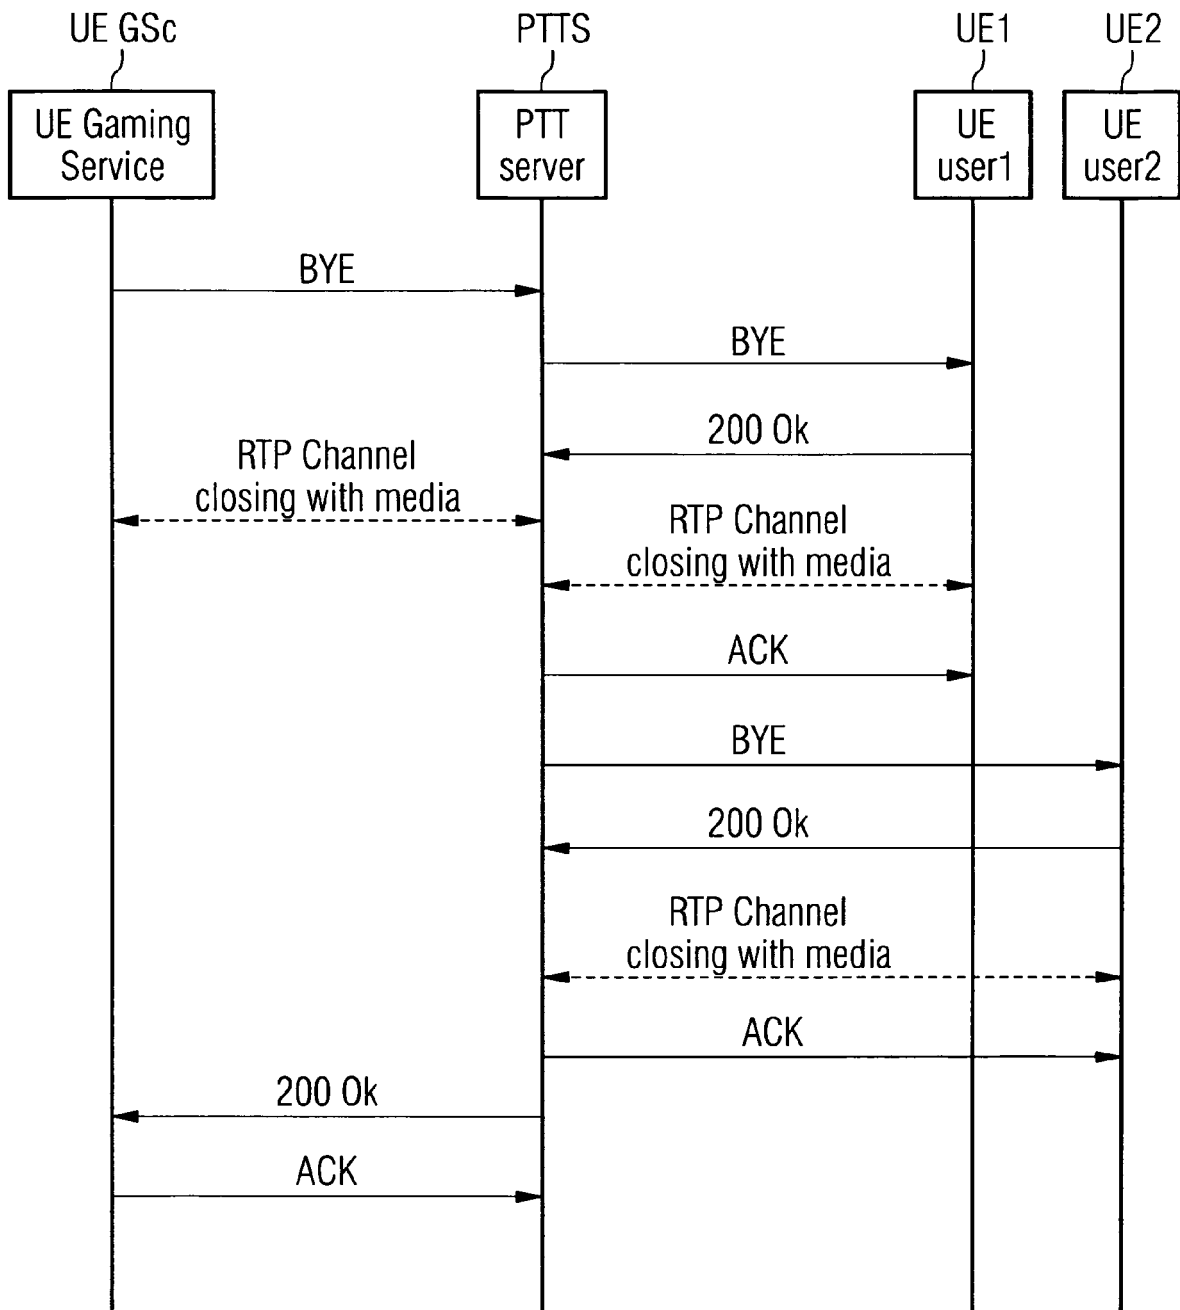 UE GSc
PTTS
UE1
UE2
UE Gaming
Service
PTT
server
UE
user1
UE
user2
BYE
BYE
200 Ok
RTP Channel
closing with media
RTP Channel
closing with media
ACK
BYE
200 Ok
RTP Channel
closing with media
ACK
200 Ok
ACK